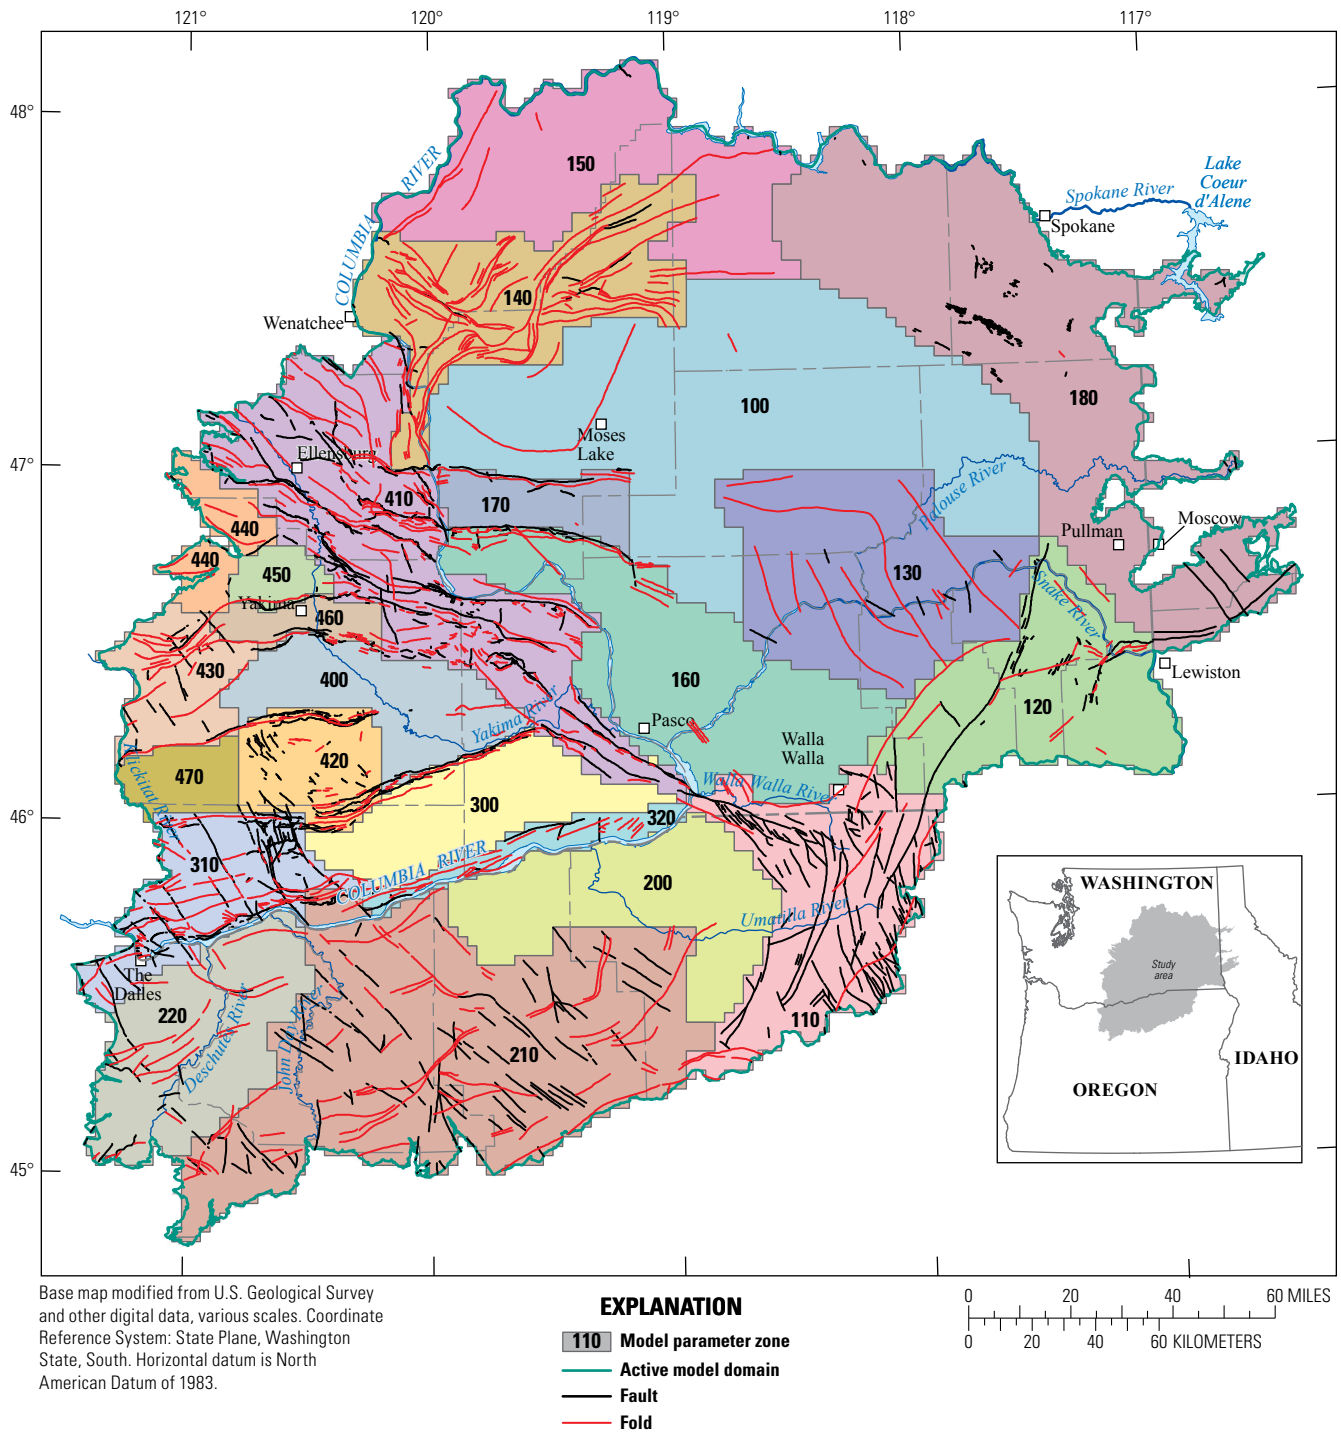 121°
120°
119°
118°
117°
48°
47°
46°
45°
150
140
100
180
170
410
440
440
450
460
430
400
130
160
120
470
420
300
320
310
200
220
210
110
COLUMBIA RIVER
Lake
Coeur
d'Alene
Spokane River
Spokane
Wenatchee
Moses
Lake
Ellensburg
Palouse River
Pullman
Moscow
Snake River
Lewiston
Yakima
Yakima River
Pasco
Walla
Walla
Walla Walla River
Klickitat River
COLUMBIA RIVER
Umatilla River
The
Dalles
Deschutes River
John Day River
WASHINGTON
Study
area
IDAHO
OREGON
Base map modified from U.S. Geological Survey
and other digital data, various scales. Coordinate
Reference System: State Plane, Washington
State, South. Horizontal datum is North
American Datum of 1983.
EXPLANATION
110 Model parameter zone
Active model domain
Fault
Fold
0 20 40 60 MILES
0 20 40 60 KILOMETERS